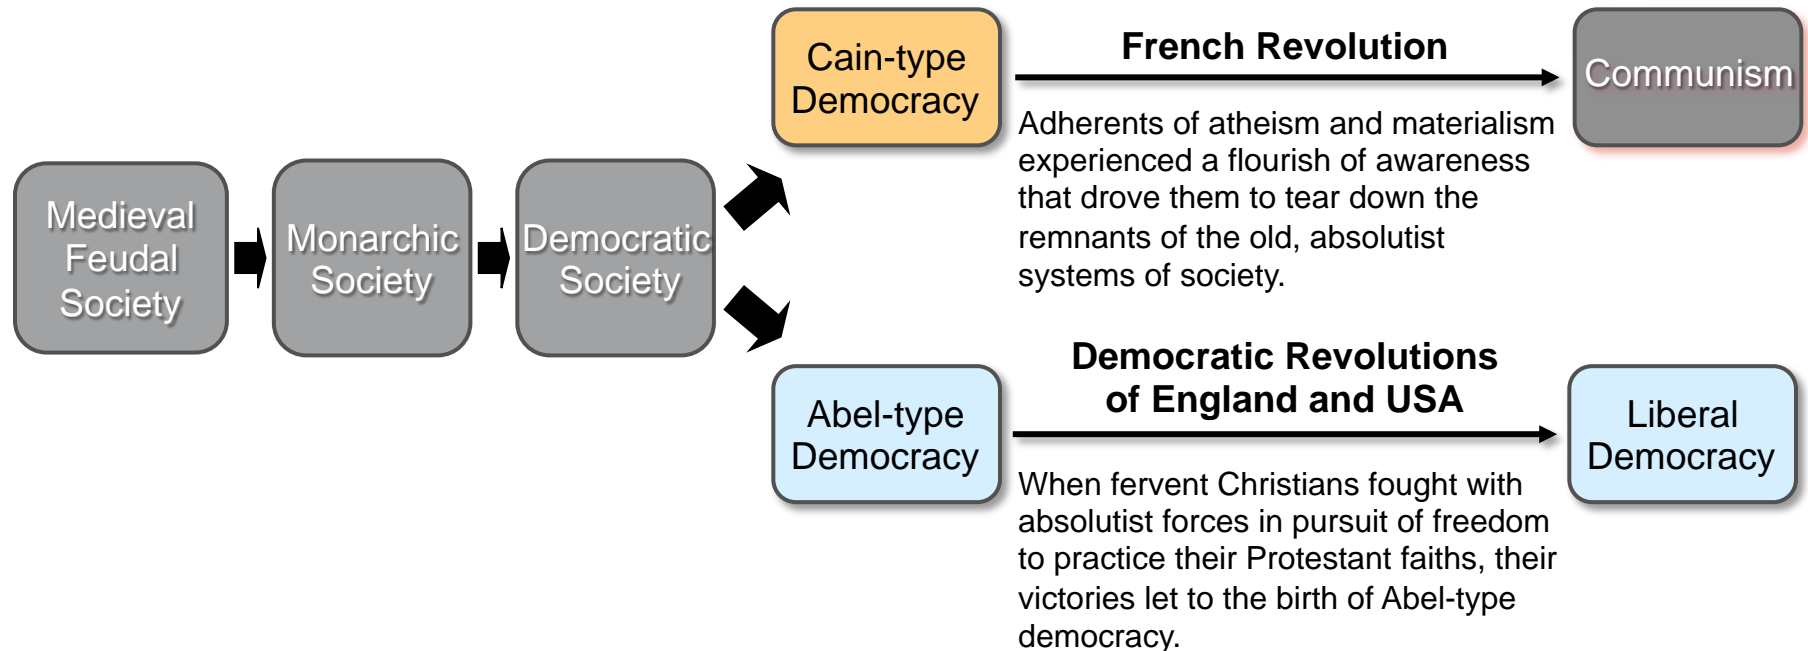 Medieval
Feudal
Society
Monarchic
Society
Democratic
Society
Cain-type
Democracy
French Revolution
Adherents of atheism and materialism
experienced a flourish of awareness
that drove them to tear down the
remnants of the old, absolutist
systems of society.
Communism
Abel-type
Democracy
Democratic Revolutions
of England and USA
When fervent Christians fought with
absolutist forces in pursuit of freedom
to practice their Protestant faiths, their
victories let to the birth of Abel-type
democracy.
Liberal
Democracy